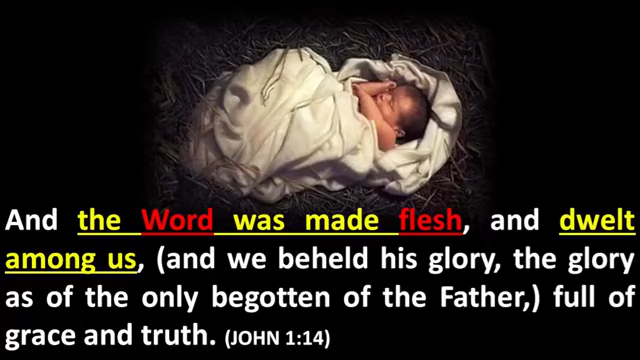 And the Word was made flesh, and dwelt
among us, (and we beheld his glory, the glory
as of the only begotten of the Father,) full of
grace and truth. (JOHN 1:14)